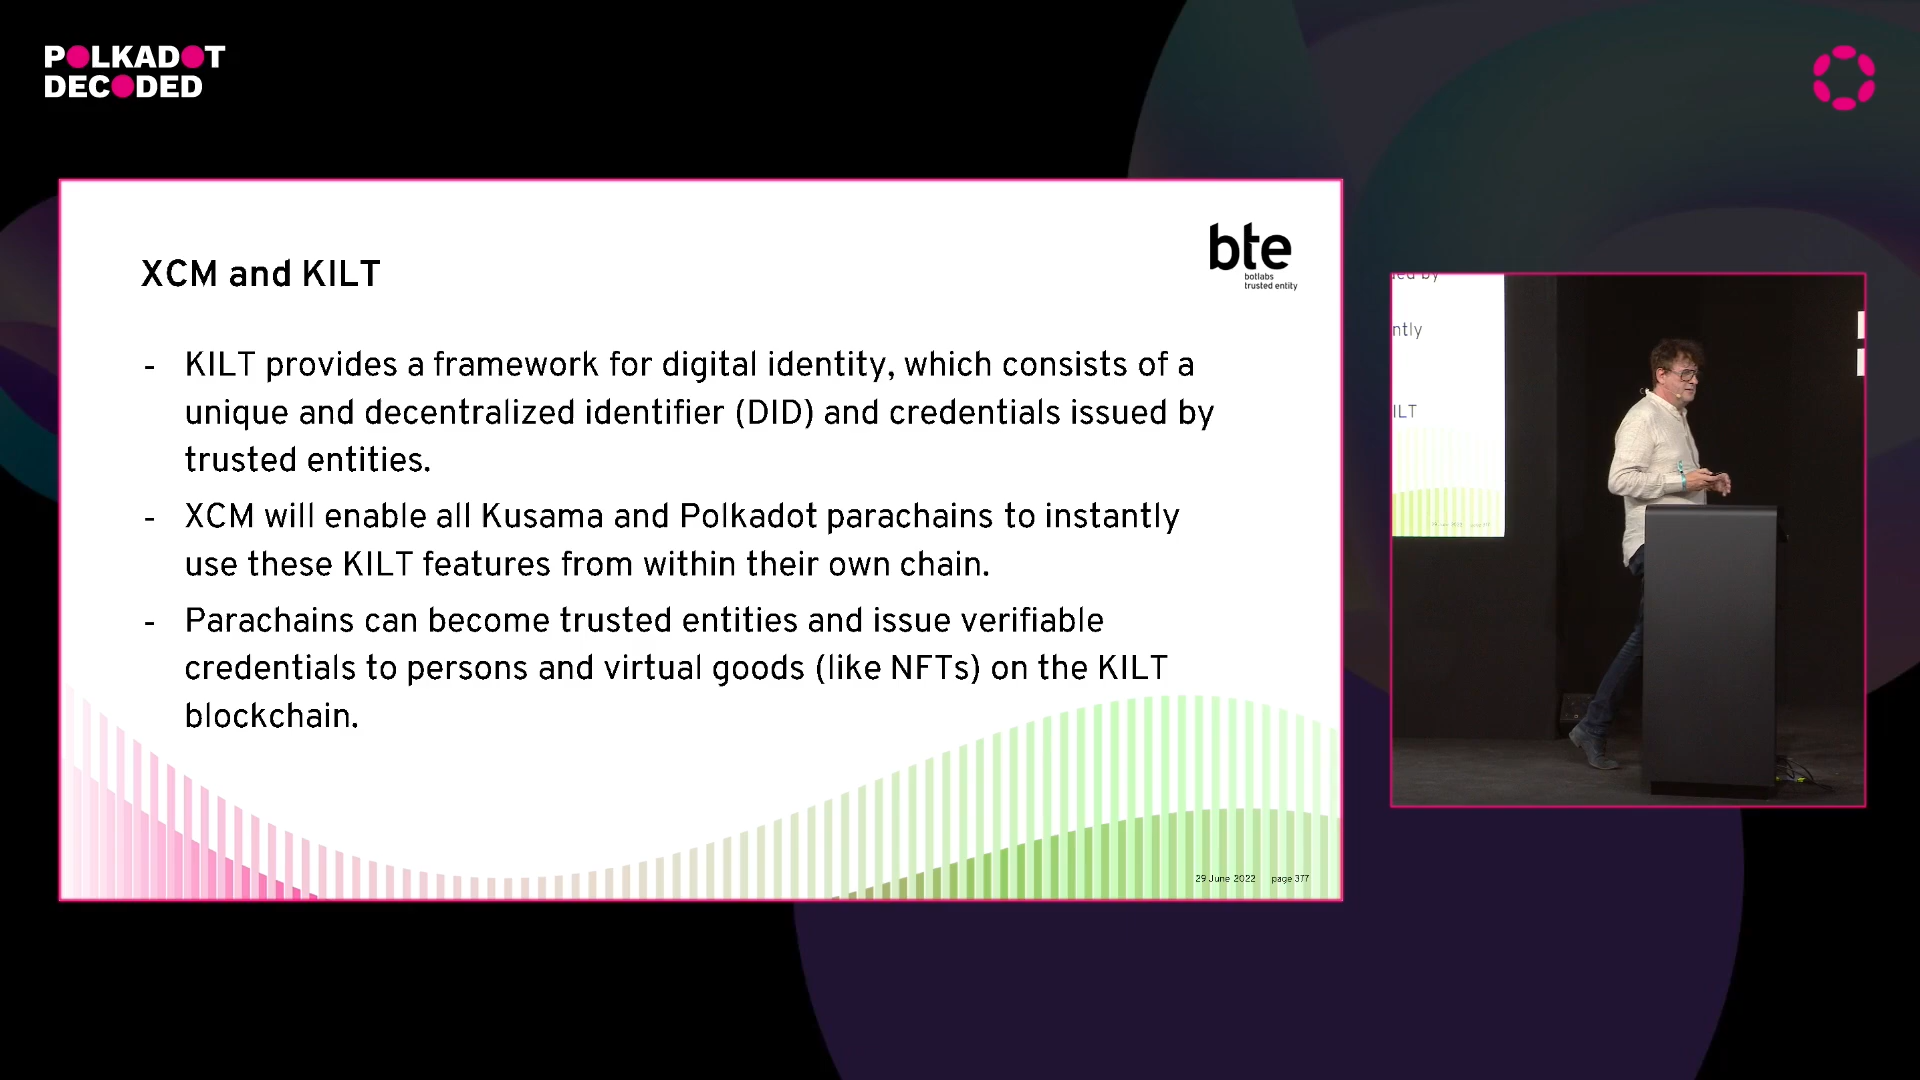 POLKADOT
DECODED
bte
botlabs
trusted entity
XCM and KILT
- KILT provides a framework for digital identity, which consists of a
unique and decentralized identifier (DID) and credentials issued by
trusted entities.
- XCM will enable all Kusama and Polkadot parachains to instantly
use these KILT features from within their own chain.
- Parachains can become trusted entities and issue verifiable
credentials to persons and virtual goods (like NFTs) on the KILT
blockchain.
29 June 2022 page 377
ntly
ILT